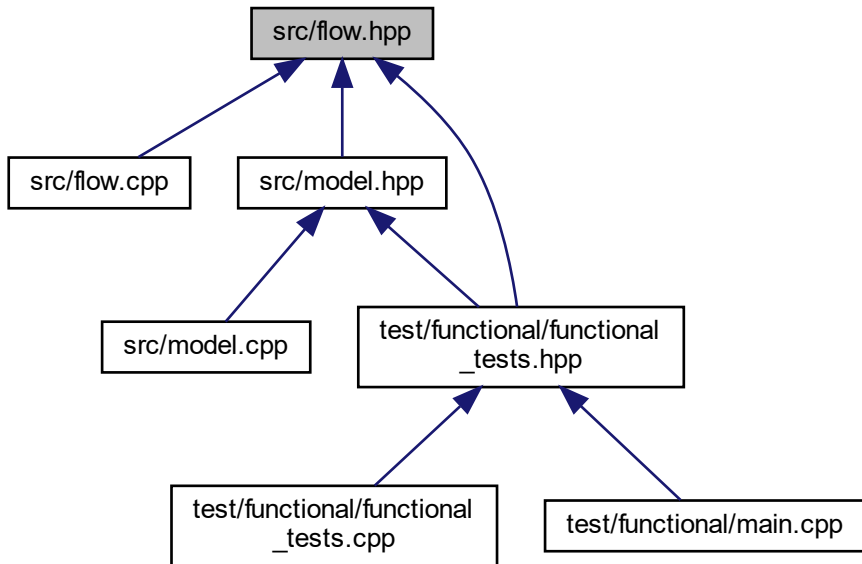 src/flow.hpp
src/flow.cpp
src/model.hpp
src/model.cpp
test/functional/functional
_tests.hpp
test/functional/functional
_tests.cpp
test/functional/main.cpp